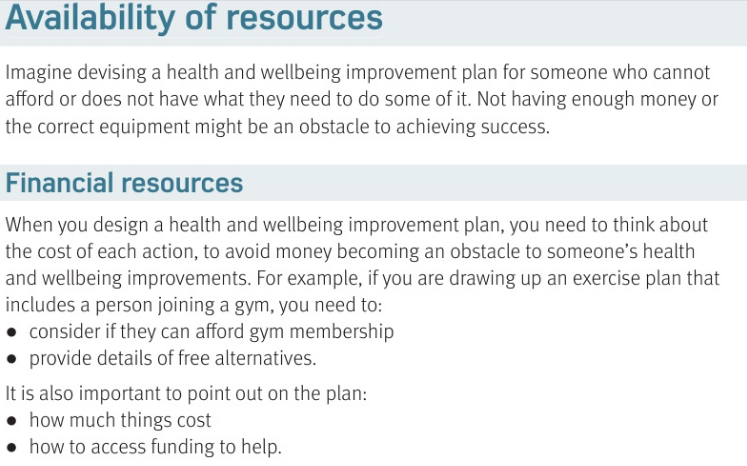 Availability of resources
Imagine devising a health and wellbeing improvement plan for someone who cannot
afford or does not have what they need to do some of it. Not having enough money or
the correct equipment might be an obstacle to achieving success.
Financial resources
When you design a health and wellbeing improvement plan, you need to think about
the cost of each action, to avoid money becoming an obstacle to someone's health
and wellbeing improvements. For example, if you are drawing up an exercise plan that
includes a person joining a gym, you need to:
● consider if they can afford gym membership
● provide details of free alternatives.
It is also important to point out on the plan:
● how much things cost
● how to access funding to help.